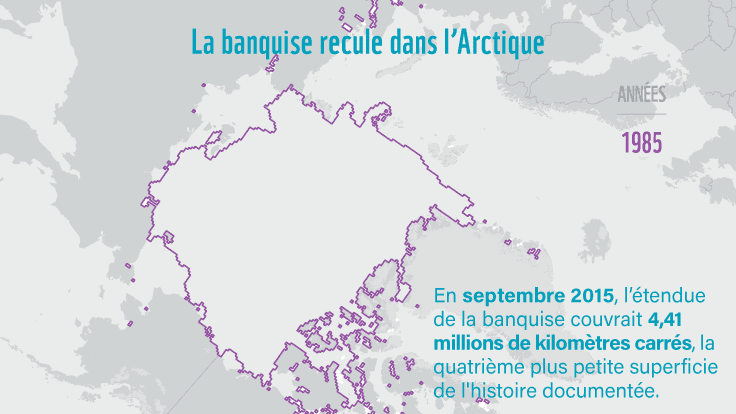 La banquise recule dans l’Arctique
ANNÉES
1985
En septembre 2015, l’étendue
de la banquise couvrait 4,41
millions de kilomètres carrés, la
quatrième plus petite superficie
de l'histoire documentée.